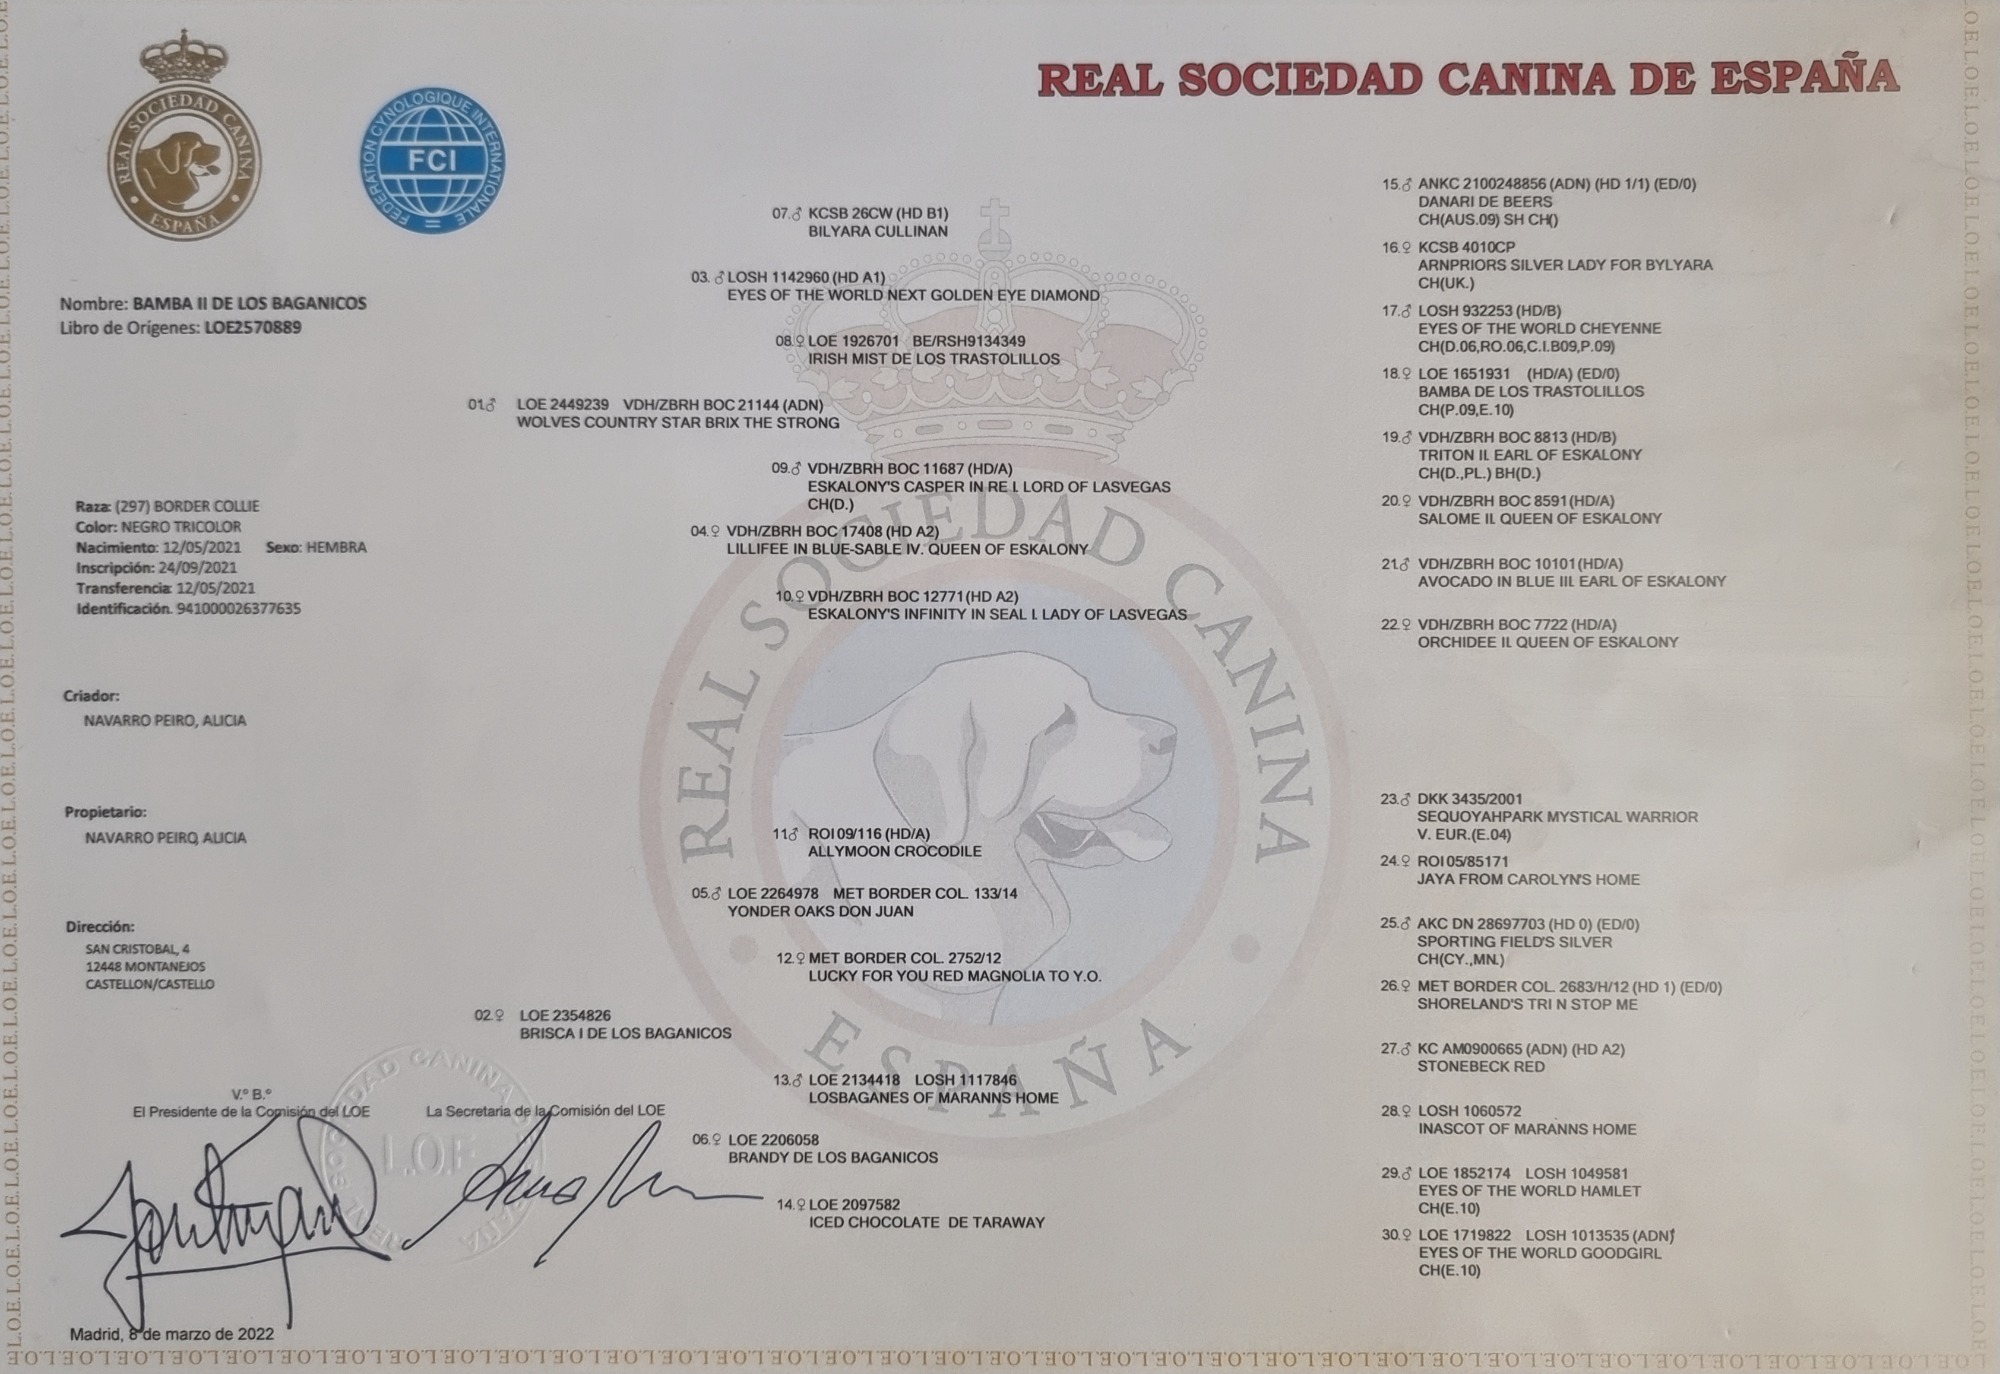 REAL SOCIEDAD CANINA
ESPAÑA
FEDERATION CYNOLOGIQUE INTERNATIONALE
FCI
REAL SOCIEDAD CANINA DE ESPAÑA
Nombre: BAMBA II DE LOS BAGANICOS
Libro de Orígenes: LOE2570889
Raza: (297) BORDER COLLIE
Color: NEGRO TRICOLOR
Nacimiento: 12/05/2021 Sexo: HEMBRA
Inscripción: 24/09/2021
Transferencia: 12/05/2021
Identificación. 941000026377635
Criador:
NAVARRO PEIRO, ALICIA
Propietario:
NAVARRO PEIRO, ALICIA
Dirección:
SAN CRISTOBAL, 4
12448 MONTANEJOS
CASTELLON/CASTELLO
01.♂ LOE 2449239 VDH/ZBRH BOC 21144 (ADN)
WOLVES COUNTRY STAR BRIX THE STRONG
02.♀ LOE 2354826
BRISCA I DE LOS BAGANICOS
03. ♂ LOSH 1142960 (HD A1)
EYES OF THE WORLD NEXT GOLDEN EYE DIAMOND
04.♀ VDH/ZBRH BOC 17408 (HD A2)
LILLIFEE IN BLUE-SABLE IV. QUEEN OF ESKALONY
05.♂ LOE 2264978 MET BORDER COL. 133/14
YONDER OAKS DON JUAN
06.♀ LOE 2206058
BRANDY DE LOS BAGANICOS
07.♂ KCSB 26CW (HD B1)
BILYARA CULLINAN
08.♀ LOE 1926701 BE/RSH9134349
IRISH MIST DE LOS TRASTOLILLOS
09.♂ VDH/ZBRH BOC 11687 (HD/A)
ESKALONY'S CASPER IN RE I. LORD OF LASVEGAS
CH(D.)
10.♀ VDH/ZBRH BOC 12771 (HD A2)
ESKALONY'S INFINITY IN SEAL I. LADY OF LASVEGAS
11♂ ROI 09/116 (HD/A)
ALLYMOON CROCODILE
12.♀ MET BORDER COL. 2752/12
LUCKY FOR YOU RED MAGNOLIA TO Y.O.
13.♂ LOE 2134418 LOSH 1117846
LOSBAGANES OF MARANNS HOME
14.♀ LOE 2097582
ICED CHOCOLATE DE TARAWAY
15.♂ ANKC 2100248856 (ADN) (HD 1/1) (ED/0)
DANARI DE BEERS
CH(AUS.09) SH CH()
16.♀ KCSB 4010CP
ARNPRIORS SILVER LADY FOR BYLYARA
CH(UK.)
17.♂ LOSH 932253 (HD/B)
EYES OF THE WORLD CHEYENNE
CH(D.06,RO.06,C.I.B09,P.09)
18.♀ LOE 1651931 (HD/A) (ED/0)
BAMBA DE LOS TRASTOLILLOS
CH(P.09,E.10)
19.♂ VDH/ZBRH BOC 8813 (HD/B)
TRITON II. EARL OF ESKALONY
CH(D.,PL.) BH(D.)
20.♀ VDH/ZBRH BOC 8591 (HD/A)
SALOME II. QUEEN OF ESKALONY
21.♂ VDH/ZBRH BOC 10101 (HD/A)
AVOCADO IN BLUE III. EARL OF ESKALONY
22.♀ VDH/ZBRH BOC 7722 (HD/A)
ORCHIDEE II. QUEEN OF ESKALONY
23.♂ DKK 3435/2001
SEQUOYAHPARK MYSTICAL WARRIOR
V. EUR.(E.04)
24.♀ ROI 05/85171
JAYA FROM CAROLYN'S HOME
25.♂ AKC DN 28697703 (HD 0) (ED/0)
SPORTING FIELD'S SILVER
CH(CY.,MN.)
26.♀ MET BORDER COL. 2683/H/12 (HD 1) (ED/0)
SHORELAND'S TRI N STOP ME
27.♂ KC AM0900665 (ADN) (HD A2)
STONEBECK RED
28.♀ LOSH 1060572
INASCOT OF MARANNS HOME
29.♂ LOE 1852174 LOSH 1049581
EYES OF THE WORLD HAMLET
CH(E.10)
30.♀ LOE 1719822 LOSH 1013535 (ADN)
EYES OF THE WORLD GOODGIRL
CH(E.10)
REAL SOCIEDAD CANINA
ESPAÑA
V.º B.º
El Presidente de la Comisión del LOE
La Secretaria de la Comisión del LOE
L.O.E
Madrid, 8 de marzo de 2022